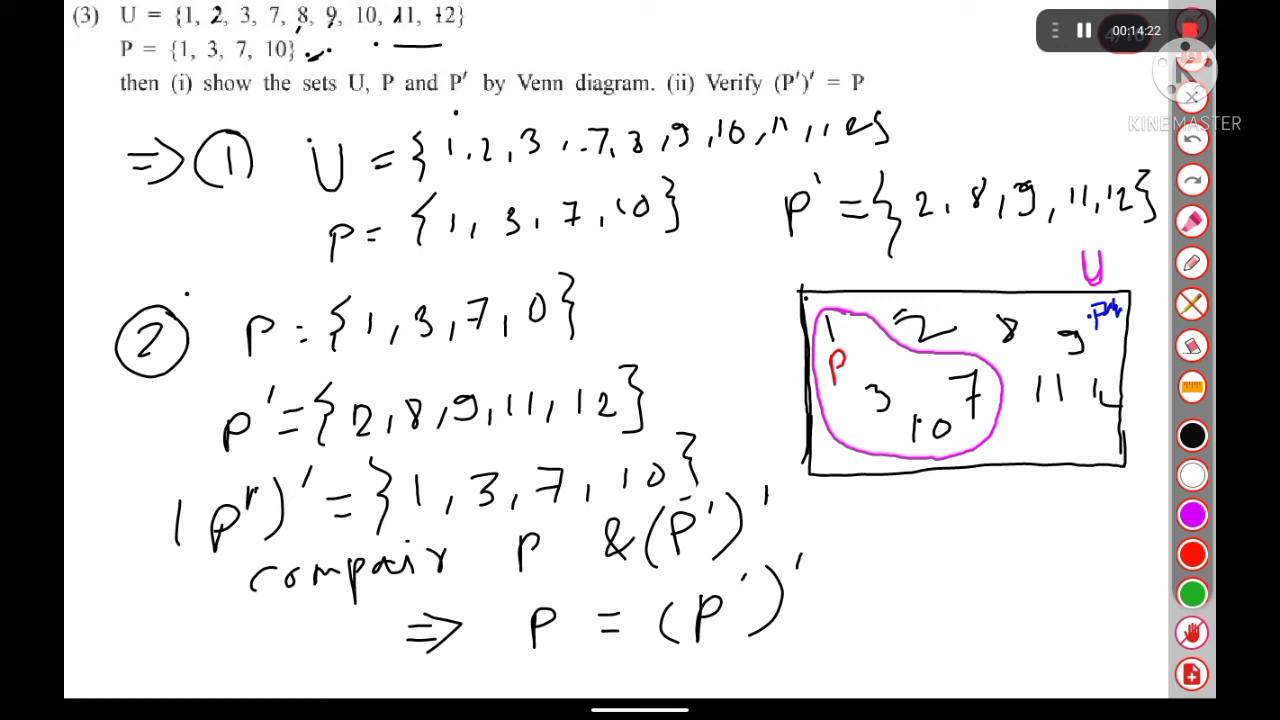 (3) U = {1, 2, 3, 7, 8, 9, 10, 11, 12}
P = {1, 3, 7, 10}
then (i) show the sets U, P and P′ by Venn diagram. (ii) Verify (P′)′ = P
00:14:22
KINEMASTER
⇒ ① U = {1, 2, 3, 7, 8, 9, 10, 11, 12}
P = {1, 3, 7, 10}
P' = {2, 8, 9, 11, 12}
U
1 2 8 9
P
3 7 11 12
10
② P = {1, 3, 7, 0}
P' = {2, 8, 9, 11, 12}
(P')' = {1, 3, 7, 10}
compair P & (P')'
⇒ P = (P')'